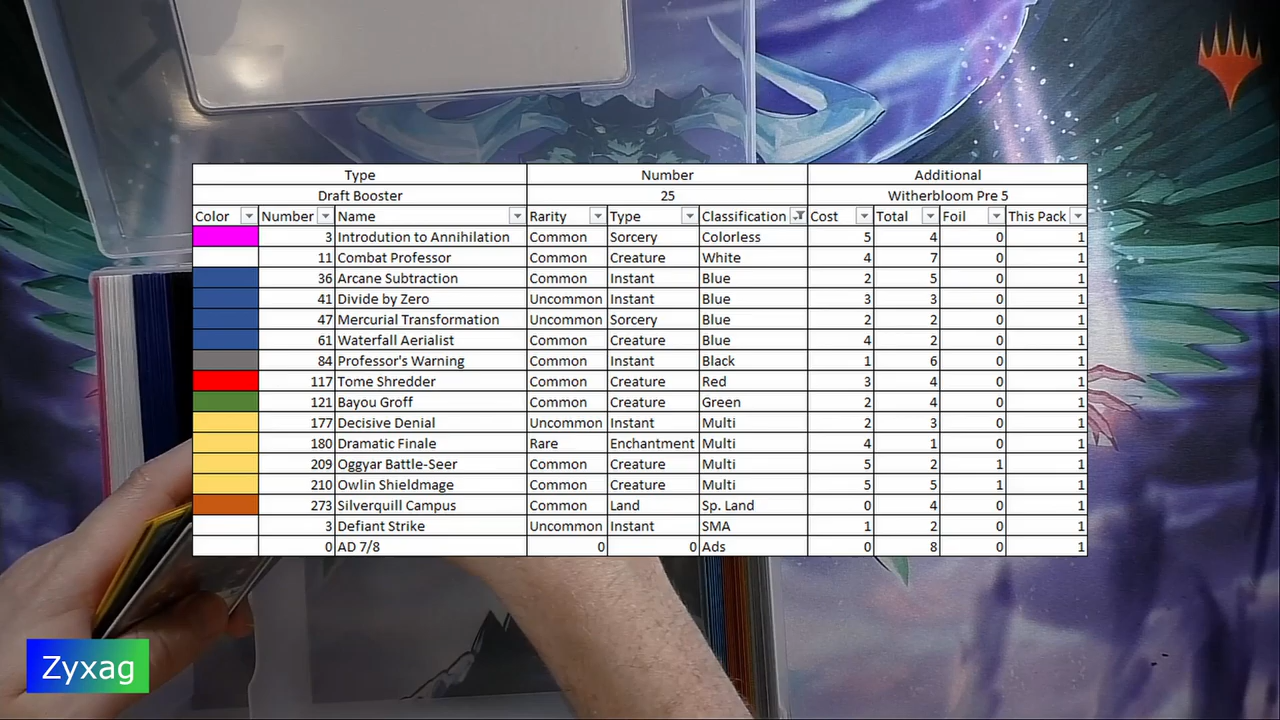 Type Number Additional
Draft Booster 25 Witherbloom Pre 5
Color Number Name Rarity Type Classification Cost Total Foil This Pack
3 Introdution to Annihilation Common Sorcery Colorless 5 4 0 1
11 Combat Professor Common Creature White 4 7 0 1
36 Arcane Subtraction Common Instant Blue 2 5 0 1
41 Divide by Zero Uncommon Instant Blue 3 3 0 1
47 Mercurial Transformation Uncommon Sorcery Blue 2 2 0 1
61 Waterfall Aerialist Common Creature Blue 4 2 0 1
84 Professor's Warning Common Instant Black 1 6 0 1
117 Tome Shredder Common Creature Red 3 4 0 1
121 Bayou Groff Common Creature Green 2 4 0 1
177 Decisive Denial Uncommon Instant Multi 2 3 0 1
180 Dramatic Finale Rare Enchantment Multi 4 1 0 1
209 Oggyar Battle-Seer Common Creature Multi 5 2 1 1
210 Owlin Shieldmage Common Creature Multi 5 5 1 1
273 Silverquill Campus Common Land Sp. Land 0 4 0 1
3 Defiant Strike Uncommon Instant SMA 1 2 0 1
0 AD 7/8 0 0 Ads 0 8 0 1
Zyxag